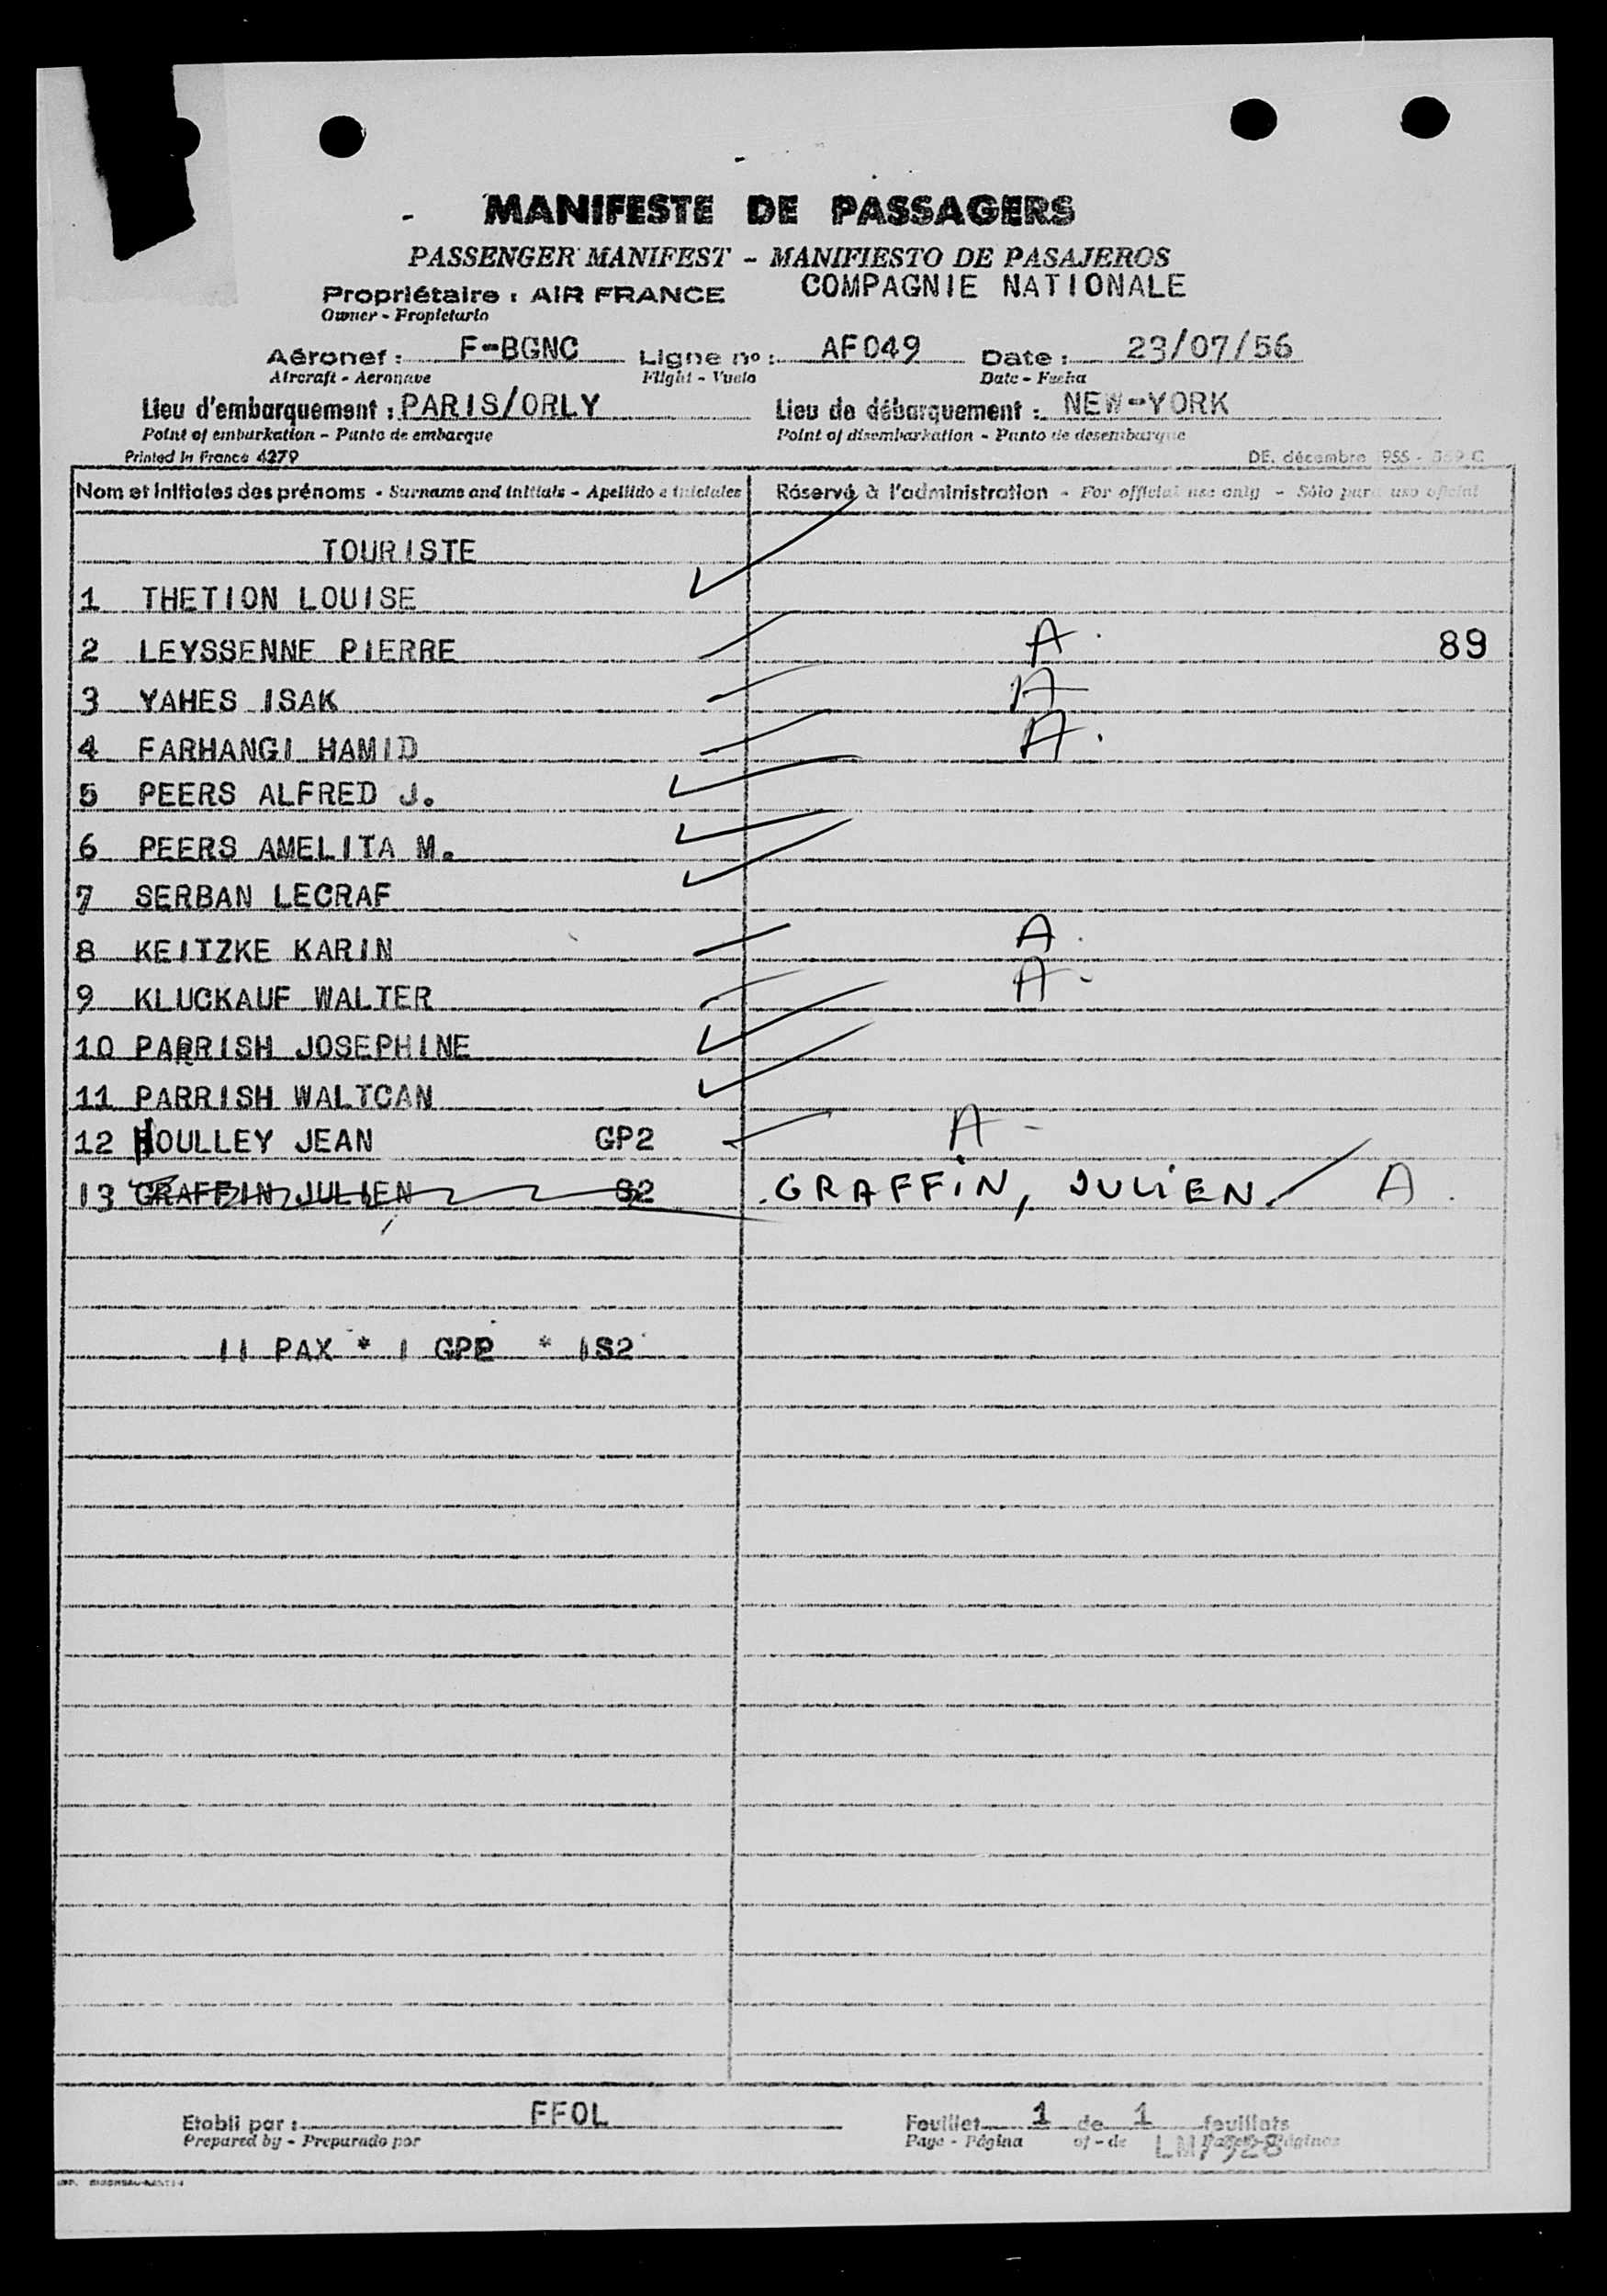 MANIFESTE DE PASSAGERS
PASSENGER MANIFEST - MANIFIESTO DE PASAJEROS
COMPAGNIE NATIONALE
Propriétaire : AIR FRANCE
Owner - Propietario
Aéronef : F-BGNC Ligne nº : AF049 Date : 23/07/56
Aircraft - Aeronave Flight - Vuelo Date - Fecha
Lieu d'embarquement : PARIS/ORLY Lieu de débarquement : NEW-YORK
Point of embarkation - Punto de embarque Point of disembarkation - Punto de desembarque
Printed in France 4279 DE. décembre 1955 -
Nom et initiales des prénoms - Surname and initials - Apellido e iniciales Réservé à l'administration - For official use only - Sólo para uso oficial
TOURISTE
1 THETION LOUISE
2 LEYSSENNE PIERRE A. 89
3 YAHES ISAK A
4 FARHANGI HAMID A.
5 PEERS ALFRED J.
6 PEERS AMELITA M.
7 SERBAN LECRAF
8 KEITZKE KARIN A.
9 KLUCKAUF WALTER A-
10 PARRISH JOSEPHINE
11 PARRISH WALTCAN
12 HOULLEY JEAN GP2 A-
13 GRAFFIN JULIEN S2 GRAFFIN, JULIEN A.
11 PAX * 1 GP2 * 1S2
Etabli par : FFOL Feuillet 1 de 1 feuillets
Prepared by - Preparado por Page - Página of - de